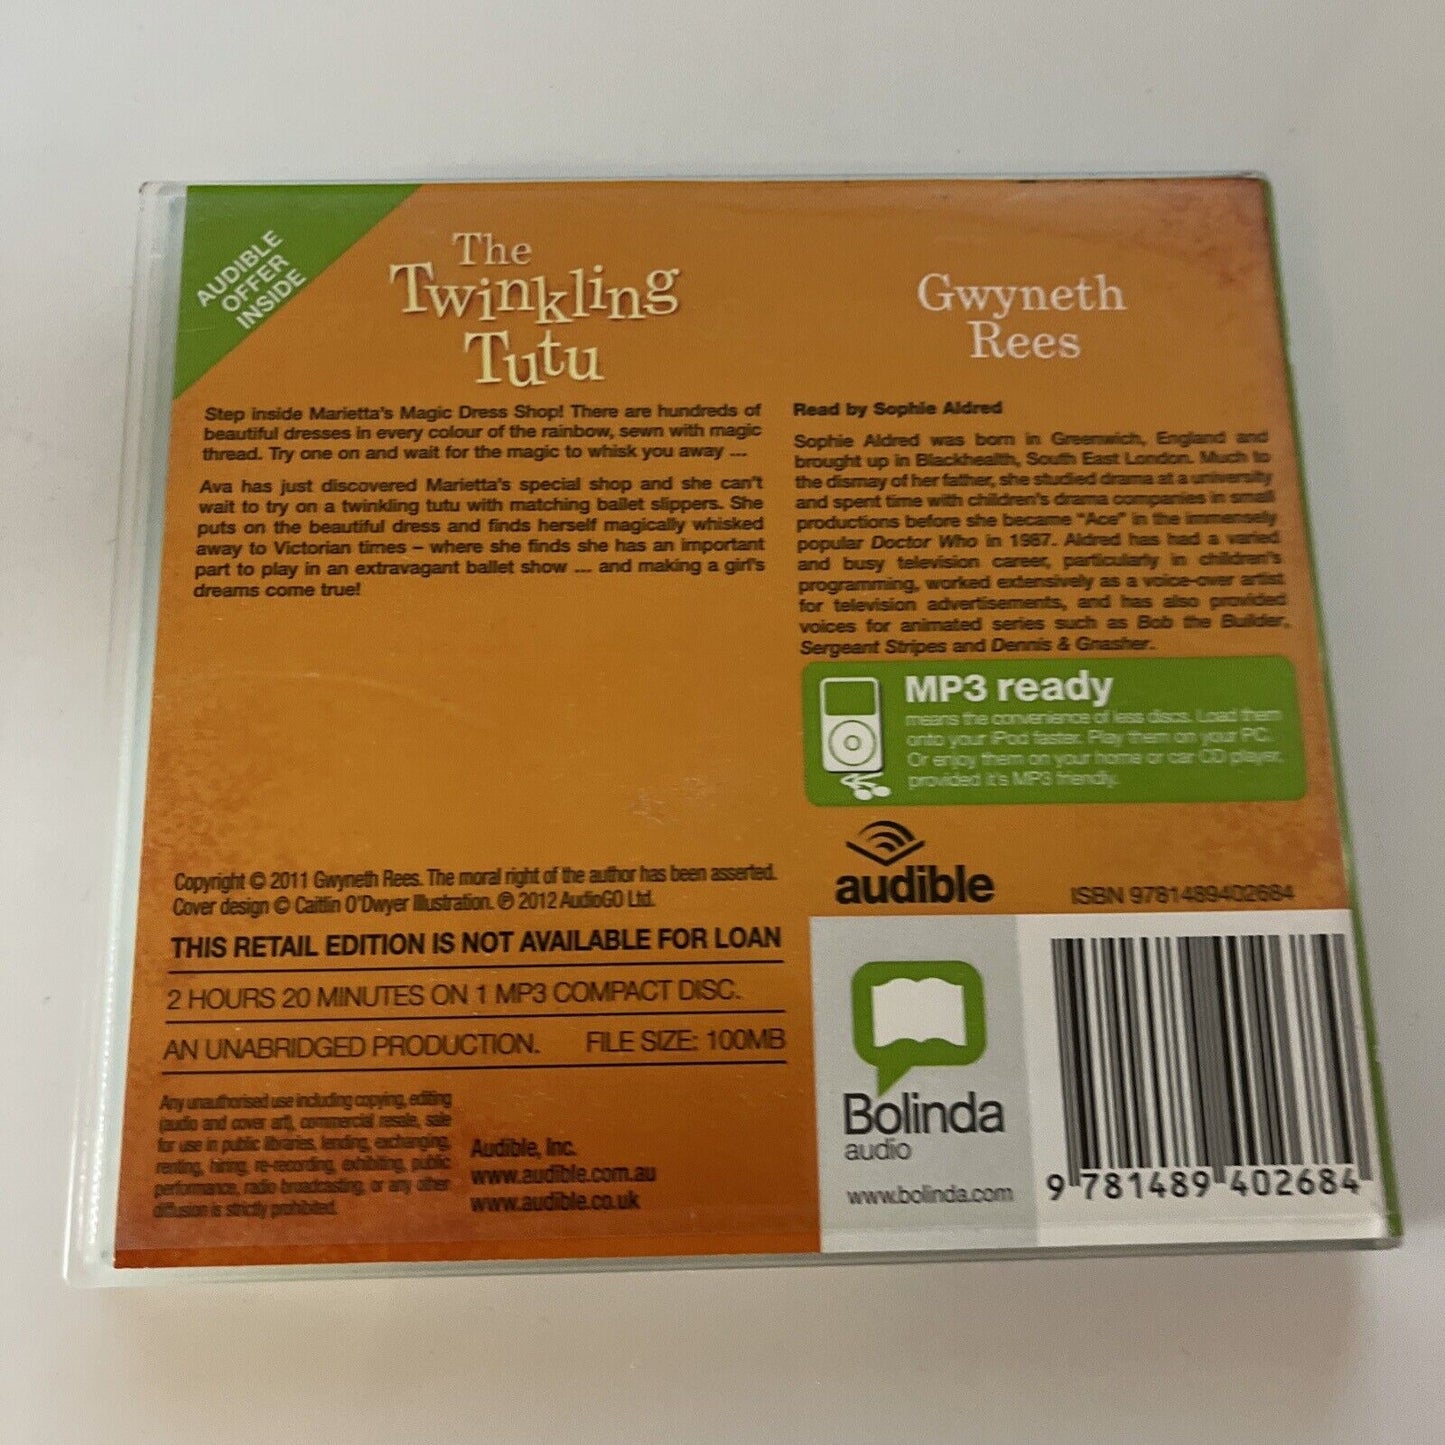 AUDIBLE
OFFER
INSIDE
The
Twinkling
Tutu
Step inside Marietta's Magic Dress Shop! There are hundreds of
beautiful dresses in every colour of the rainbow, sewn with magic
thread. Try one on and wait for the magic to whisk you away ...
Ava has just discovered Marietta's special shop and she can't
wait to try on a twinkling tutu with matching ballet slippers. She
puts on the beautiful dress and finds herself magically whisked
away to Victorian times – where she finds she has an important
part to play in an extravagant ballet show ... and making a girl's
dreams come true!
Gwyneth
Rees
Read by Sophie Aldred
Sophie Aldred was born in Greenwich, England and
brought up in Blackhealth, South East London. Much to
the dismay of her father, she studied drama at a university
and spent time with children's drama companies in small
productions before she became "Ace" in the immensely
popular Doctor Who in 1987. Aldred has had a varied
and busy television career, particularly in children's
programming, worked extensively as a voice-over artist
for television advertisements, and has also provided
voices for animated series such as Bob the Builder,
Sergeant Stripes and Dennis & Gnasher.
MP3 ready
means the convenience of less discs. Load them
onto your iPod faster. Play them on your PC.
Or enjoy them on your home or car CD player,
provided it's MP3 friendly.
audible
ISBN 9781489402684
Copyright © 2011 Gwyneth Rees. The moral right of the author has been asserted.
Cover design © Caitlin O'Dwyer Illustration. ℗ 2012 AudioGO Ltd.
THIS RETAIL EDITION IS NOT AVAILABLE FOR LOAN
2 HOURS 20 MINUTES ON 1 MP3 COMPACT DISC.
AN UNABRIDGED PRODUCTION. FILE SIZE: 100MB
Any unauthorised use including copying, editing
(audio and cover art), commercial resale, sale
for use in public libraries, lending, exchanging,
renting, hiring, re-recording, exhibiting, public
performance, radio broadcasting, or any other
diffusion is strictly prohibited.
Audible, Inc.
www.audible.com.au
www.audible.co.uk
Bolinda
audio
www.bolinda.com
9 781489 402684